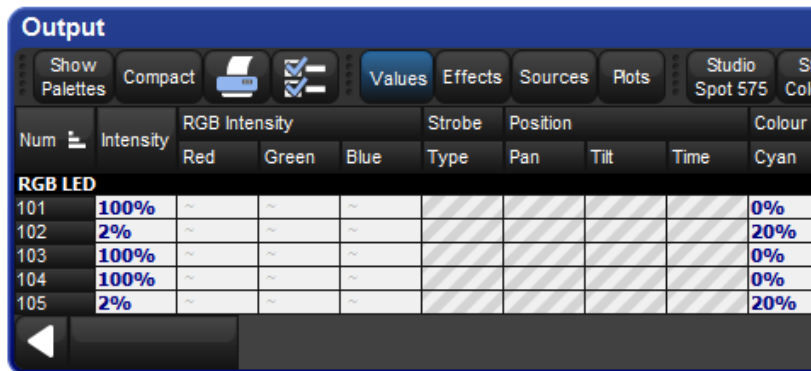 Output
Show Palettes Compact Values Effects Sources Plots Studio Spot 575
Num Intensity RGB Intensity Strobe Position Colour
Red Green Blue Type Pan Tilt Time Cyan
RGB LED
101 100% ~ ~ ~ 0%
102 2% ~ ~ ~ 20%
103 100% ~ ~ ~ 0%
104 100% ~ ~ ~ 0%
105 2% ~ ~ ~ 20%